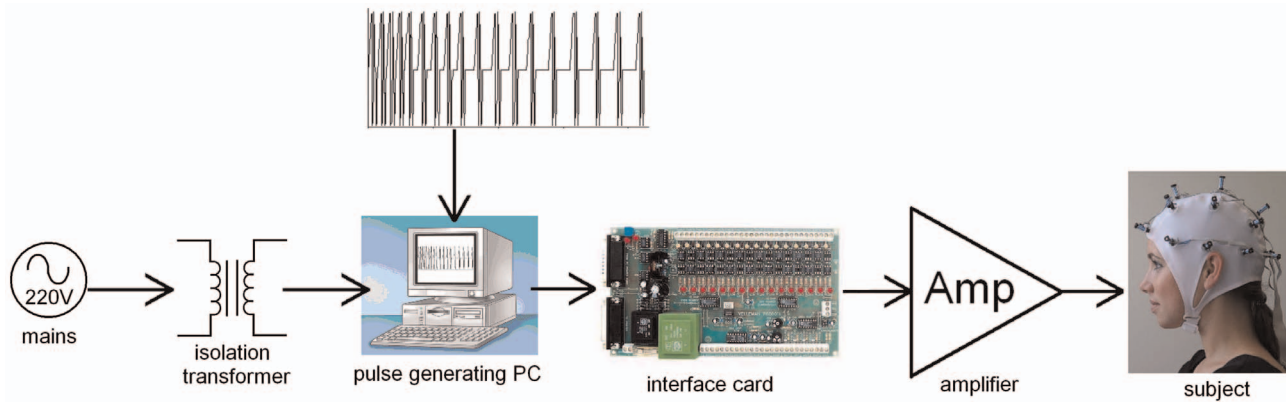 220V
mains
isolation
transformer
pulse generating PC
interface card
Amp
amplifier
subject